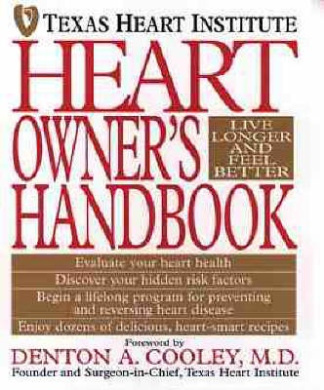 TEXAS HEART INSTITUTE
HEART
OWNER'S
LIVE
LONGER
AND
FEEL
BETTER
HANDBOOK
Evaluate your heart health
Discover your hidden risk factors
Begin a lifelong program for preventing
and reversing heart disease
Enjoy dozens of delicious, heart-smart recipes
Foreword by
DENTON A. COOLEY, M.D.
Founder and Surgeon-in-Chief, Texas Heart Institute